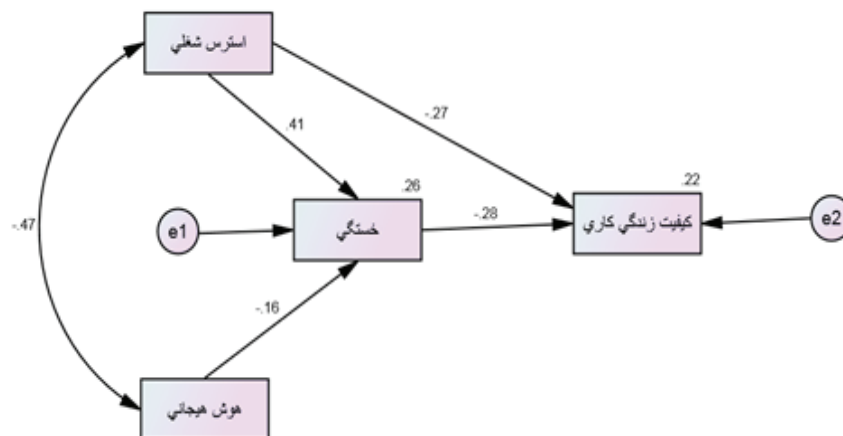 استرس شغلي
-.27
.41
.26
.22
-.47
e1
خستگي
-.28
كيفيت زندگي كاري
e2
-.16
هوش هيجاني